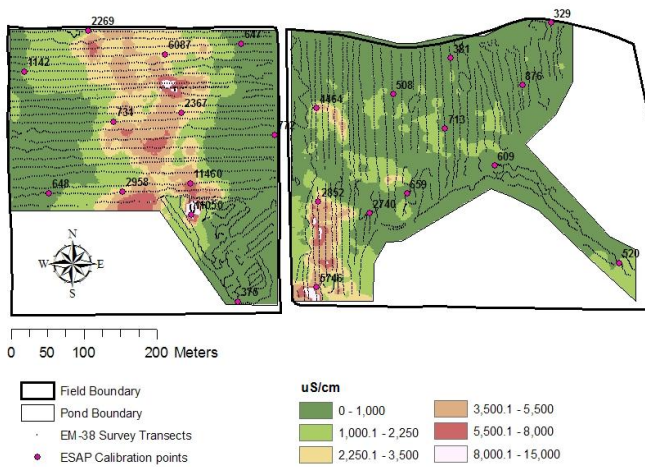 2269
647
329
6087
1142
381
876
508
4464
2367
734
713
772
609
11460
648
2958
2852
659
14050
2740
520
5746
378
N
W E
S
0 50 100 200 Meters
Field Boundary
Pond Boundary
EM-38 Survey Transects
ESAP Calibration points
uS/cm
0 - 1,000
1,000.1 - 2,250
2,250.1 - 3,500
3,500.1 - 5,500
5,500.1 - 8,000
8,000.1 - 15,000